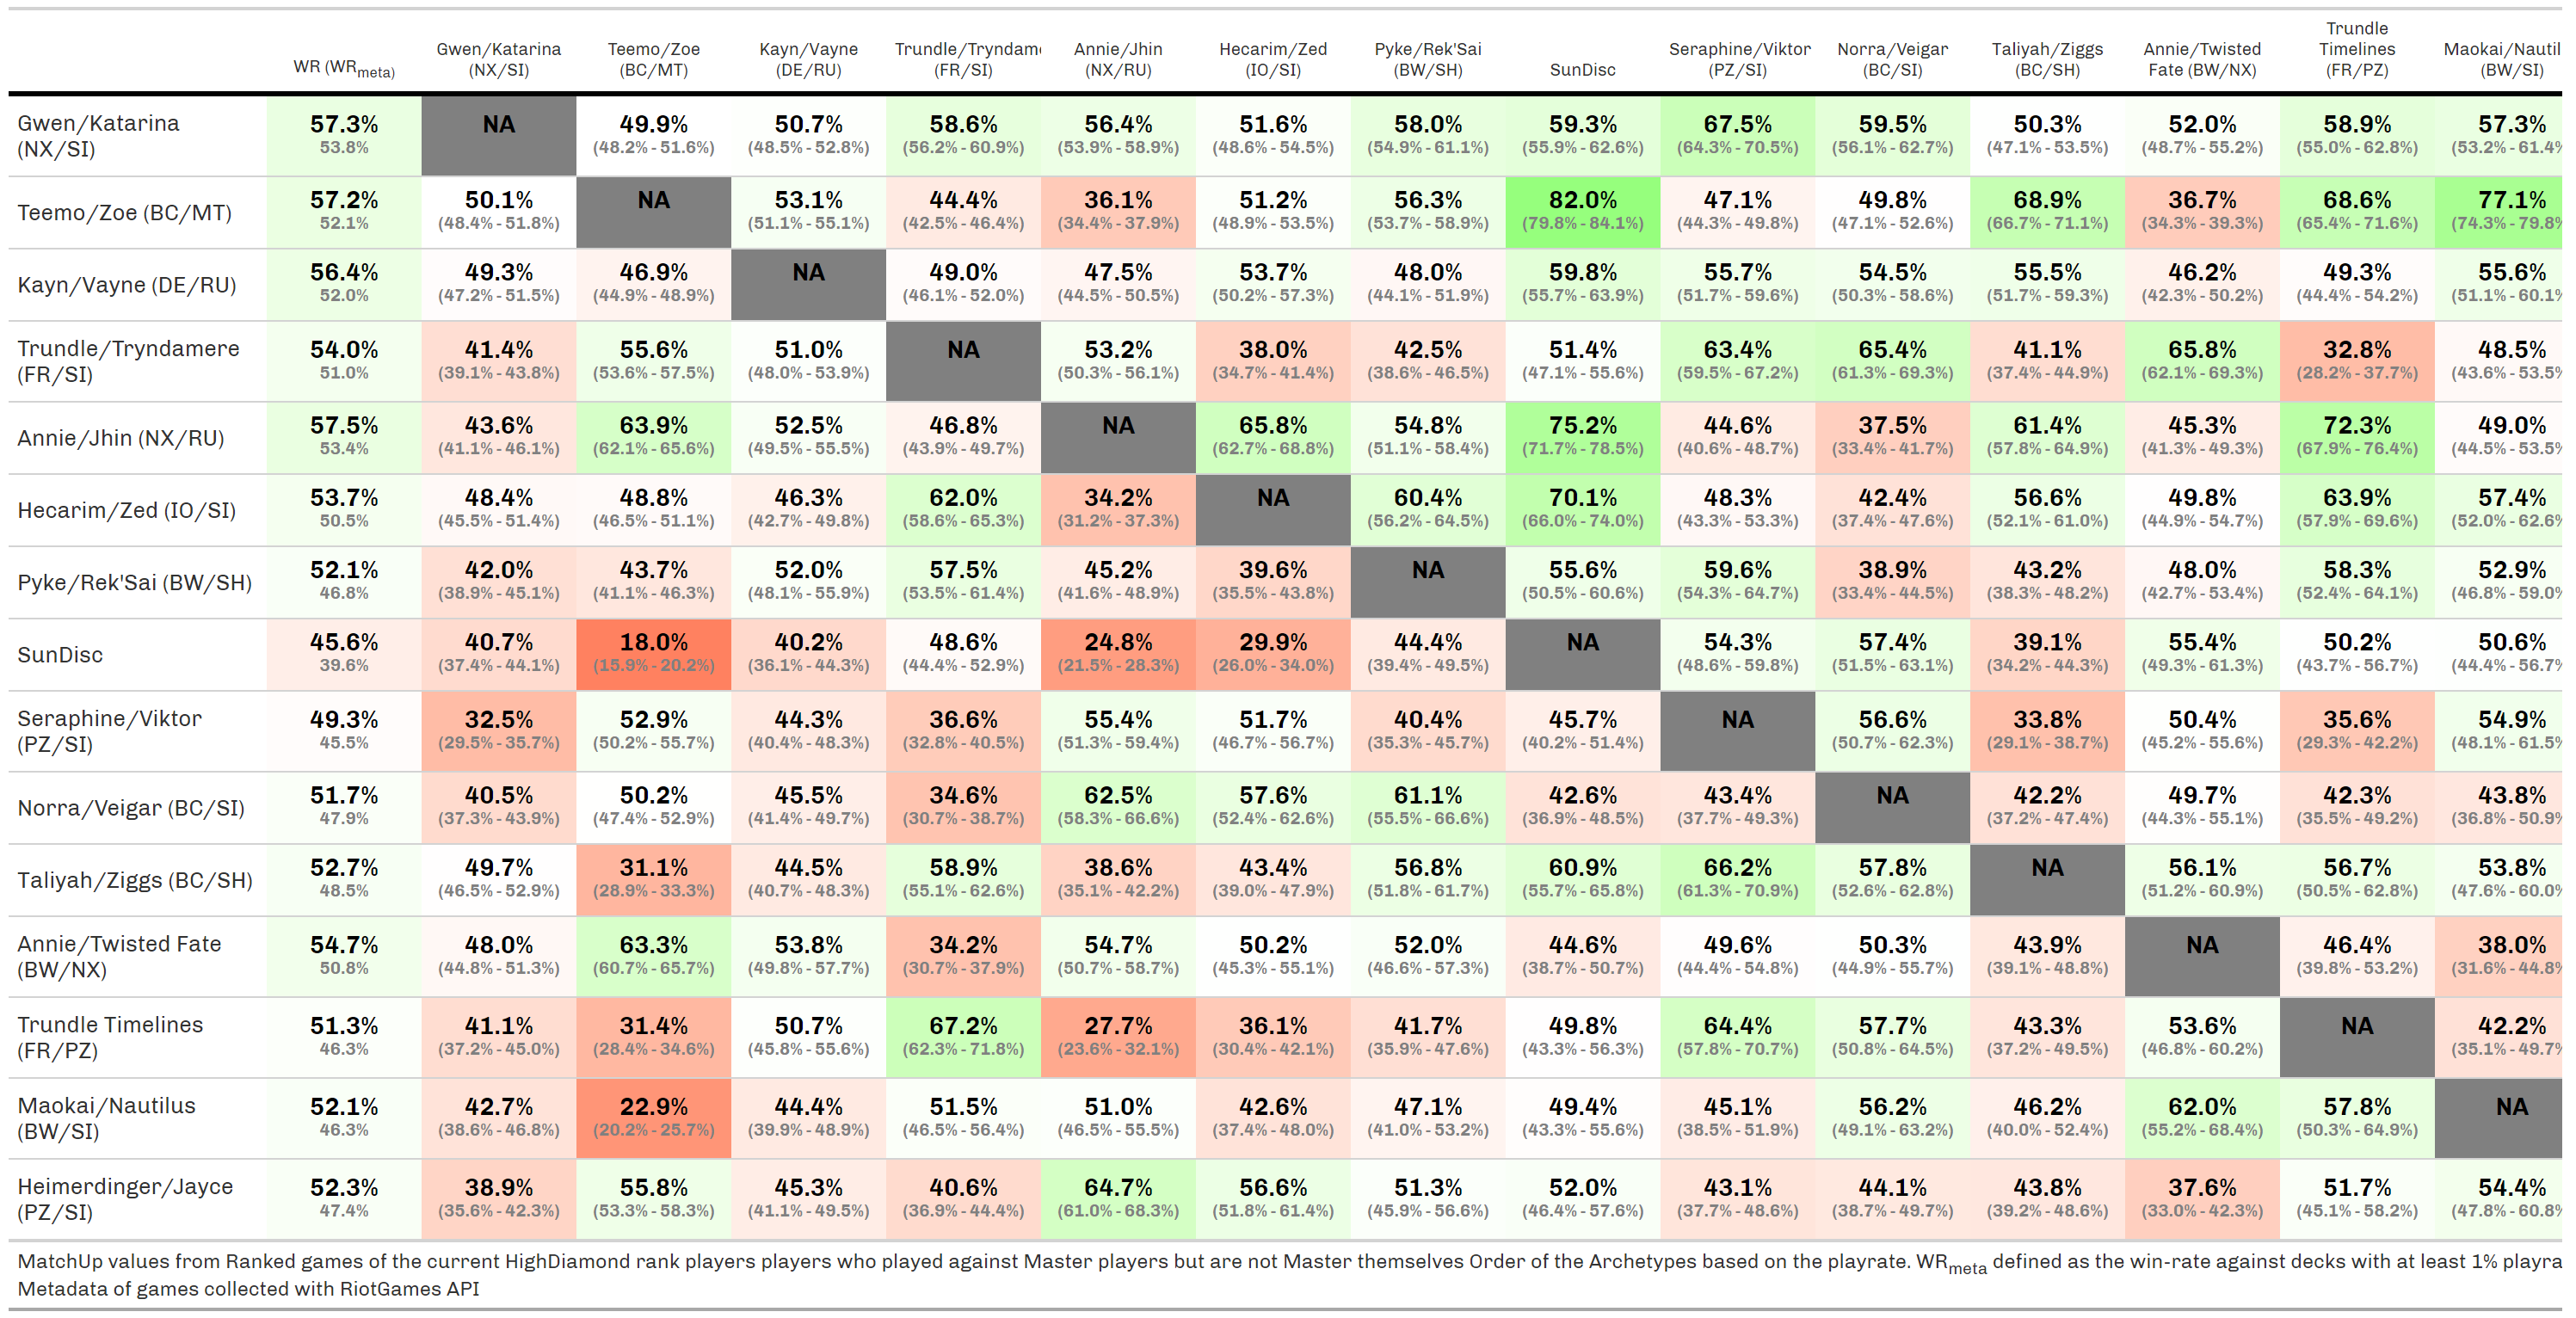 WR (WRmeta) Gwen/Katarina (NX/SI) Teemo/Zoe (BC/MT) Kayn/Vayne (DE/RU) Trundle/Tryndam (FR/SI) Annie/Jhin (NX/RU) Hecarim/Zed (IO/SI) Pyke/Rek'Sai (BW/SH) SunDisc Seraphine/Viktor (PZ/SI) Norra/Veigar (BC/SI) Taliyah/Ziggs (BC/SH) Annie/Twisted Fate (BW/NX) Trundle Timelines (FR/PZ) Maokai/Nautil (BW/SI)
Gwen/Katarina 57.3% NA 49.9% 50.7% 58.6% 56.4% 51.6% 58.0% 59.3% 67.5% 59.5% 50.3% 52.0% 58.9% 57.3%
(NX/SI) 53.8% (48.2% - 51.6%) (48.5% - 52.8%) (56.2% - 60.9%) (53.9% - 58.9%) (48.6% - 54.5%) (54.9% - 61.1%) (55.9% - 62.6%) (64.3% - 70.5%) (56.1% - 62.7%) (47.1% - 53.5%) (48.7% - 55.2%) (55.0% - 62.8%) (53.2% - 61.4%
Teemo/Zoe (BC/MT) 57.2% 50.1% NA 53.1% 44.4% 36.1% 51.2% 56.3% 82.0% 47.1% 49.8% 68.9% 36.7% 68.6% 77.1%
52.1% (48.4% - 51.8%) (51.1% - 55.1%) (42.5% - 46.4%) (34.4% - 37.9%) (48.9% - 53.5%) (53.7% - 58.9%) (79.8% - 84.1%) (44.3% - 49.8%) (47.1% - 52.6%) (66.7% - 71.1%) (34.3% - 39.3%) (65.4% - 71.6%) (74.3% - 79.8%
Kayn/Vayne (DE/RU) 56.4% 49.3% 46.9% NA 49.0% 47.5% 53.7% 48.0% 59.8% 55.7% 54.5% 55.5% 46.2% 49.3% 55.6%
52.0% (47.2% - 51.5%) (44.9% - 48.9%) (46.1% - 52.0%) (44.5% - 50.5%) (50.2% - 57.3%) (44.1% - 51.9%) (55.7% - 63.9%) (51.7% - 59.6%) (50.3% - 58.6%) (51.7% - 59.3%) (42.3% - 50.2%) (44.4% - 54.2%) (51.1% - 60.1%
Trundle/Tryndamere 54.0% 41.4% 55.6% 51.0% NA 53.2% 38.0% 42.5% 51.4% 63.4% 65.4% 41.1% 65.8% 32.8% 48.5%
(FR/SI) 51.0% (39.1% - 43.8%) (53.6% - 57.5%) (48.0% - 53.9%) (50.3% - 56.1%) (34.7% - 41.4%) (38.6% - 46.5%) (47.1% - 55.6%) (59.5% - 67.2%) (61.3% - 69.3%) (37.4% - 44.9%) (62.1% - 69.3%) (28.2% - 37.7%) (43.6% - 53.5%
Annie/Jhin (NX/RU) 57.5% 43.6% 63.9% 52.5% 46.8% NA 65.8% 54.8% 75.2% 44.6% 37.5% 61.4% 45.3% 72.3% 49.0%
53.4% (41.1% - 46.1%) (62.1% - 65.6%) (49.5% - 55.5%) (43.9% - 49.7%) (62.7% - 68.8%) (51.1% - 58.4%) (71.7% - 78.5%) (40.6% - 48.7%) (33.4% - 41.7%) (57.8% - 64.9%) (41.3% - 49.3%) (67.9% - 76.4%) (44.5% - 53.5%
Hecarim/Zed (IO/SI) 53.7% 48.4% 48.8% 46.3% 62.0% 34.2% NA 60.4% 70.1% 48.3% 42.4% 56.6% 49.8% 63.9% 57.4%
50.5% (45.5% - 51.4%) (46.5% - 51.1%) (42.7% - 49.8%) (58.6% - 65.3%) (31.2% - 37.3%) (56.2% - 64.5%) (66.0% - 74.0%) (43.3% - 53.3%) (37.4% - 47.6%) (52.1% - 61.0%) (44.9% - 54.7%) (57.9% - 69.6%) (52.0% - 62.6%
Pyke/Rek'Sai (BW/SH) 52.1% 42.0% 43.7% 52.0% 57.5% 45.2% 39.6% NA 55.6% 59.6% 38.9% 43.2% 48.0% 58.3% 52.9%
46.8% (38.9% - 45.1%) (41.1% - 46.3%) (48.1% - 55.9%) (53.5% - 61.4%) (41.6% - 48.9%) (35.5% - 43.8%) (50.5% - 60.6%) (54.3% - 64.7%) (33.4% - 44.5%) (38.3% - 48.2%) (42.7% - 53.4%) (52.4% - 64.1%) (46.8% - 59.0%
SunDisc 45.6% 40.7% 18.0% 40.2% 48.6% 24.8% 29.9% 44.4% NA 54.3% 57.4% 39.1% 55.4% 50.2% 50.6%
39.6% (37.4% - 44.1%) (15.9% - 20.2%) (36.1% - 44.3%) (44.4% - 52.9%) (21.5% - 28.3%) (26.0% - 34.0%) (39.4% - 49.5%) (48.6% - 59.8%) (51.5% - 63.1%) (34.2% - 44.3%) (49.3% - 61.3%) (43.7% - 56.7%) (44.4% - 56.7%
Seraphine/Viktor 49.3% 32.5% 52.9% 44.3% 36.6% 55.4% 51.7% 40.4% 45.7% NA 56.6% 33.8% 50.4% 35.6% 54.9%
(PZ/SI) 45.5% (29.5% - 35.7%) (50.2% - 55.7%) (40.4% - 48.3%) (32.8% - 40.5%) (51.3% - 59.4%) (46.7% - 56.7%) (35.3% - 45.7%) (40.2% - 51.4%) (50.7% - 62.3%) (29.1% - 38.7%) (45.2% - 55.6%) (29.3% - 42.2%) (48.1% - 61.5%
Norra/Veigar (BC/SI) 51.7% 40.5% 50.2% 45.5% 34.6% 62.5% 57.6% 61.1% 42.6% 43.4% NA 42.2% 49.7% 42.3% 43.8%
47.9% (37.3% - 43.9%) (47.4% - 52.9%) (41.4% - 49.7%) (30.7% - 38.7%) (58.3% - 66.6%) (52.4% - 62.6%) (55.5% - 66.6%) (36.9% - 48.5%) (37.7% - 49.3%) (37.2% - 47.4%) (44.3% - 55.1%) (35.5% - 49.2%) (36.8% - 50.9%
Taliyah/Ziggs (BC/SH) 52.7% 49.7% 31.1% 44.5% 58.9% 38.6% 43.4% 56.8% 60.9% 66.2% 57.8% NA 56.1% 56.7% 53.8%
48.5% (46.5% - 52.9%) (28.9% - 33.3%) (40.7% - 48.3%) (55.1% - 62.6%) (35.1% - 42.2%) (39.0% - 47.9%) (51.8% - 61.7%) (55.7% - 65.8%) (61.3% - 70.9%) (52.6% - 62.8%) (51.2% - 60.9%) (50.5% - 62.8%) (47.6% - 60.0%
Annie/Twisted Fate 54.7% 48.0% 63.3% 53.8% 34.2% 54.7% 50.2% 52.0% 44.6% 49.6% 50.3% 43.9% NA 46.4% 38.0%
(BW/NX) 50.8% (44.8% - 51.3%) (60.7% - 65.7%) (49.8% - 57.7%) (30.7% - 37.9%) (50.7% - 58.7%) (45.3% - 55.1%) (46.6% - 57.3%) (38.7% - 50.7%) (44.4% - 54.8%) (44.9% - 55.7%) (39.1% - 48.8%) (39.8% - 53.2%) (31.6% - 44.8%
Trundle Timelines 51.3% 41.1% 31.4% 50.7% 67.2% 27.7% 36.1% 41.7% 49.8% 64.4% 57.7% 43.3% 53.6% NA 42.2%
(FR/PZ) 46.3% (37.2% - 45.0%) (28.4% - 34.6%) (45.8% - 55.6%) (62.3% - 71.8%) (23.6% - 32.1%) (30.4% - 42.1%) (35.9% - 47.6%) (43.3% - 56.3%) (57.8% - 70.7%) (50.8% - 64.5%) (37.2% - 49.5%) (46.8% - 60.2%) (35.1% - 49.7%
Maokai/Nautilus 52.1% 42.7% 22.9% 44.4% 51.5% 51.0% 42.6% 47.1% 49.4% 45.1% 56.2% 46.2% 62.0% 57.8% NA
(BW/SI) 46.3% (38.6% - 46.8%) (20.2% - 25.7%) (39.9% - 48.9%) (46.5% - 56.4%) (46.5% - 55.5%) (37.4% - 48.0%) (41.0% - 53.2%) (43.3% - 55.6%) (38.5% - 51.9%) (49.1% - 63.2%) (40.0% - 52.4%) (55.2% - 68.4%) (50.3% - 64.9%)
Heimerdinger/Jayce 52.3% 38.9% 55.8% 45.3% 40.6% 64.7% 56.6% 51.3% 52.0% 43.1% 44.1% 43.8% 37.6% 51.7% 54.4%
(PZ/SI) 47.4% (35.6% - 42.3%) (53.3% - 58.3%) (41.1% - 49.5%) (36.9% - 44.4%) (61.0% - 68.3%) (51.8% - 61.4%) (45.9% - 56.6%) (46.4% - 57.6%) (37.7% - 48.6%) (38.7% - 49.7%) (39.2% - 48.6%) (33.0% - 42.3%) (45.1% - 58.2%) (47.8% - 60.8%
MatchUp values from Ranked games of the current HighDiamond rank players players who played against Master players but are not Master themselves Order of the Archetypes based on the playrate. WRmeta defined as the win-rate against decks with at least 1% playra
Metadata of games collected with RiotGames API